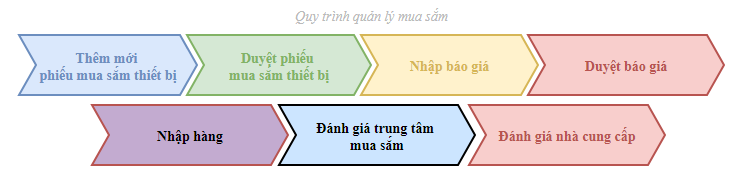 Quy trình quản lý mua sắm
Thêm mới
phiếu mua sắm thiết bị
Duyệt phiếu
mua sắm thiết bị
Nhập báo giá
Duyệt báo giá
Nhập hàng
Đánh giá trung tâm
mua sắm
Đánh giá nhà cung cấp